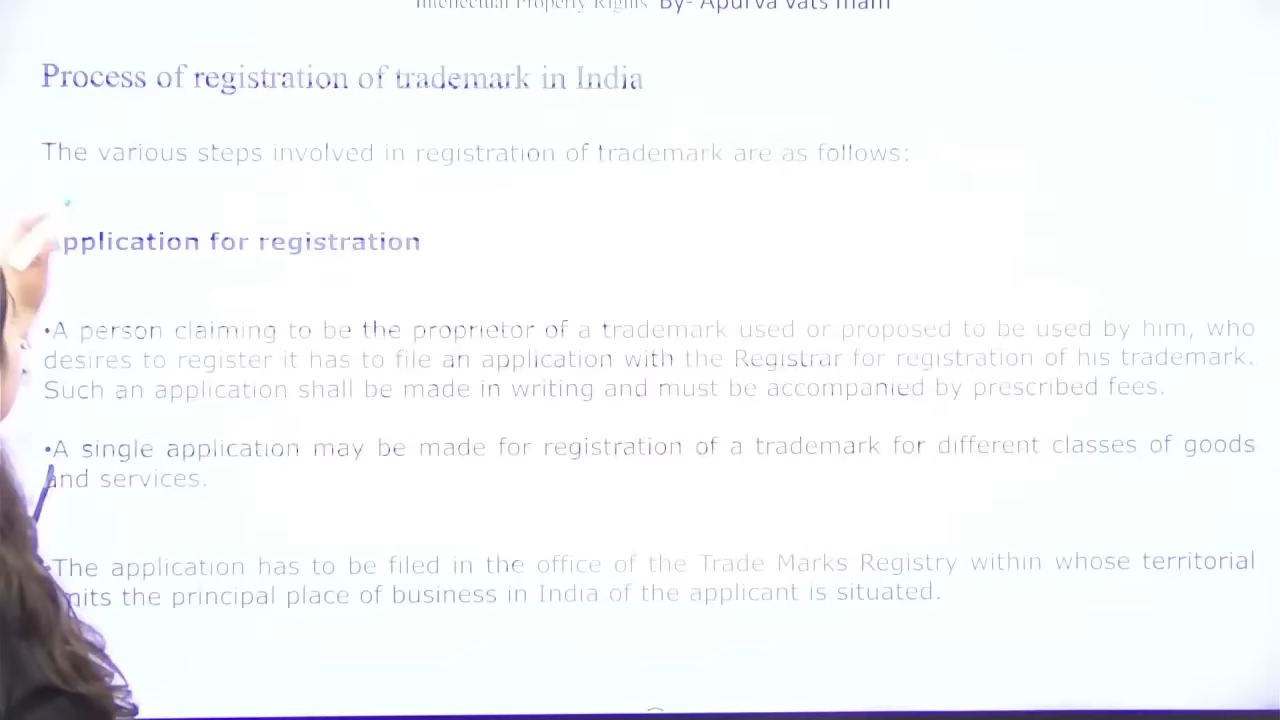 Intellectual Property Rights By- Apurva Vats mam
Process of registration of trademark in India
The various steps involved in registration of trademark are as follows:
pplication for registration
•A person claiming to be the proprietor of a trademark used or proposed to be used by him, who
desires to register it has to file an application with the Registrar for registration of his trademark.
Such an application shall be made in writing and must be accompanied by prescribed fees.
•A single application may be made for registration of a trademark for different classes of goods
and services.
•The application has to be filed in the office of the Trade Marks Registry within whose territorial
mits the principal place of business in India of the applicant is situated.